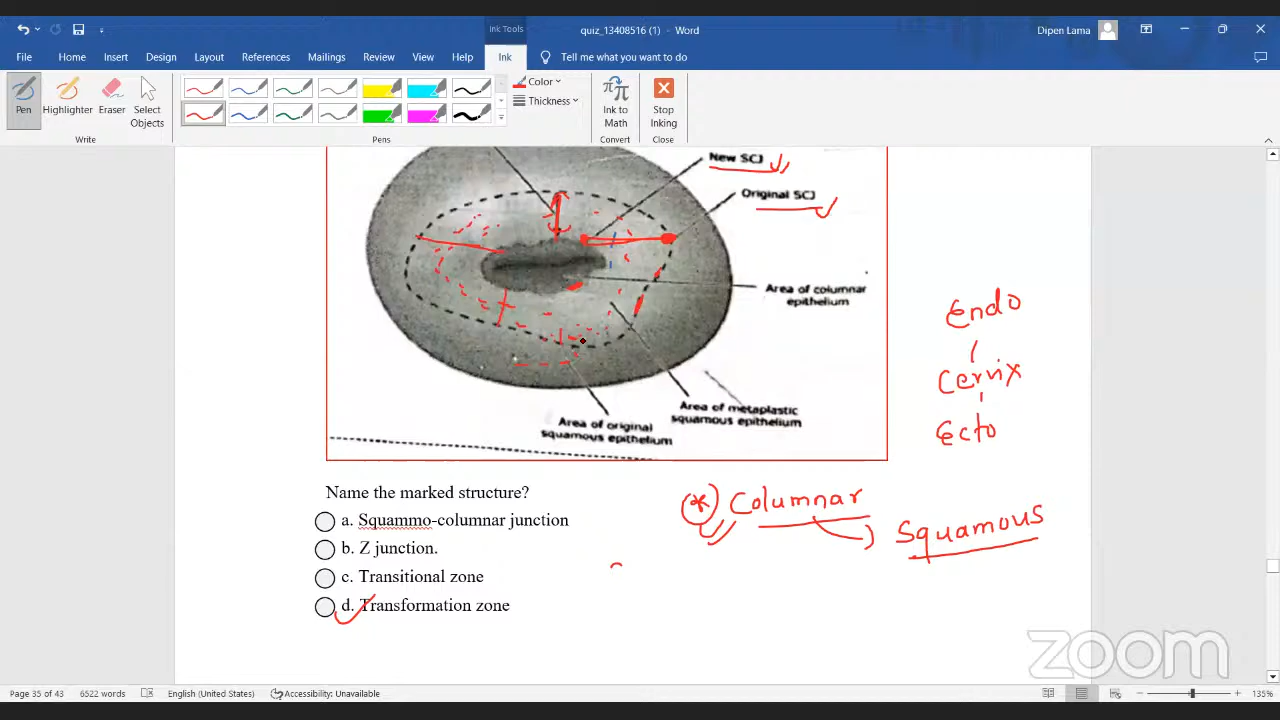 Ink Tools
quiz_13408516 (1) - Word
Dipen Lama
File Home Insert Design Layout References Mailings Review View Help Ink Tell me what you want to do
Pen Highlighter Eraser Select Objects
Color
Thickness
Ink to Math
Stop Inking
Write Pens Convert Close
New SCJ
Original SCJ
Area of columnar
epithelium
Area of metaplastic
squamous epithelium
Area of original
squamous epithelium
Endo
Cervix
Ecto
Name the marked structure?
a. Squammo-columnar junction
b. Z junction.
c. Transitional zone
d. Transformation zone
* Columnar
Squamous
zoom
Page 35 of 43 6522 words English (United States) Accessibility: Unavailable 135%